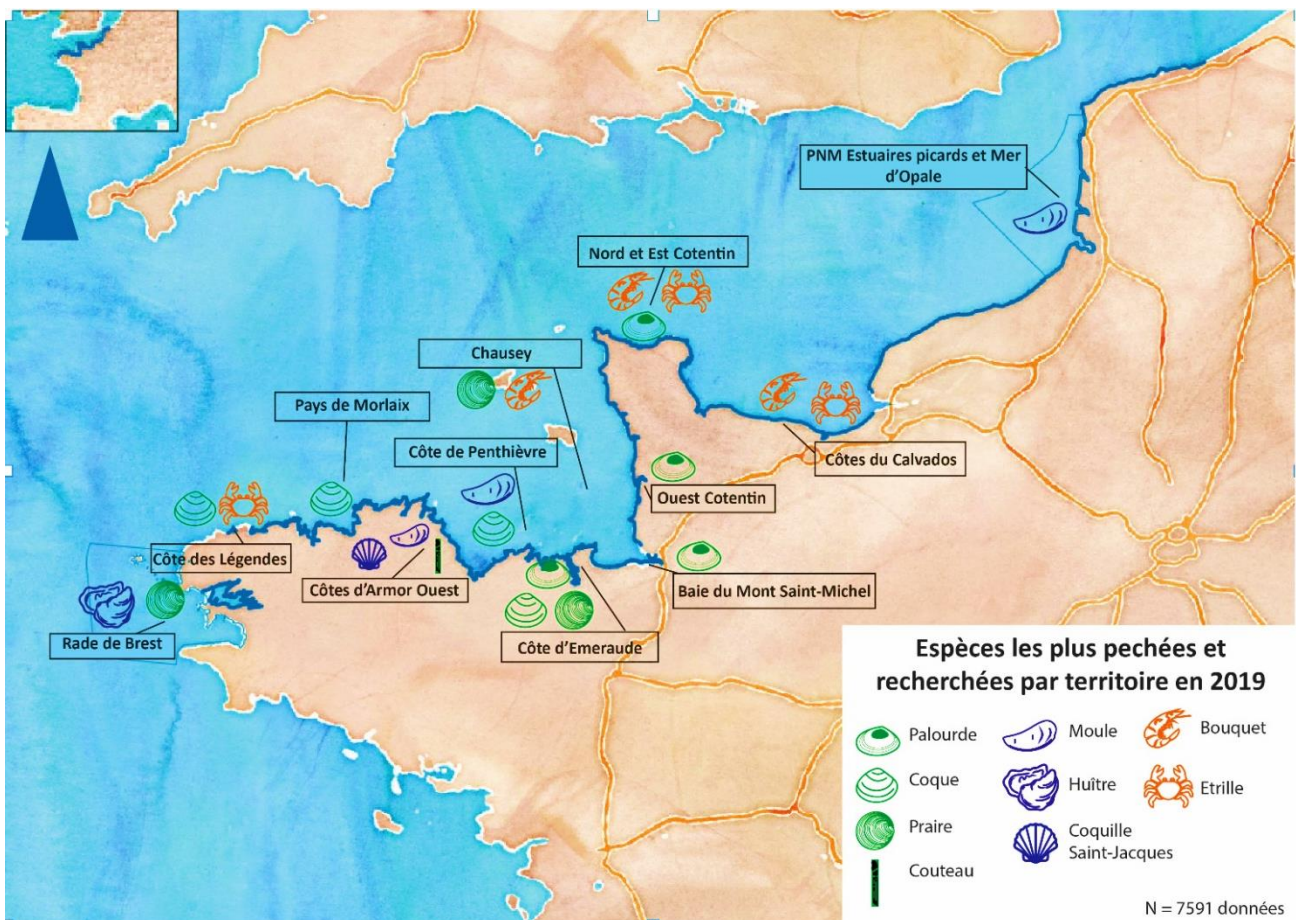 PNM Estuaires picards et Mer
d'Opale
Nord et Est Cotentin
Chausey
Pays de Morlaix
Côte de Penthièvre
Côtes du Calvados
Ouest Cotentin
Côte des Légendes
Côtes d'Armor Ouest
Baie du Mont Saint-Michel
Rade de Brest
Côte d'Emeraude
Espèces les plus pechées et
recherchées par territoire en 2019
Palourde
Moule
Bouquet
Coque
Huître
Etrille
Praire
Coquille
Saint-Jacques
Couteau
N = 7591 données